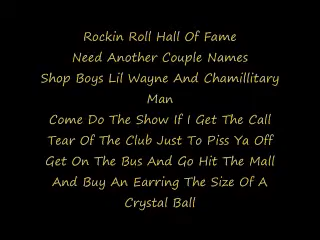 Rockin Roll Hall Of Fame
Need Another Couple Names
Shop Boys Lil Wayne And Chamillitary
Man
Come Do The Show If I Get The Call
Tear Of The Club Just To Piss Ya Off
Get On The Bus And Go Hit The Mall
And Buy An Earring The Size Of A
Crystal Ball